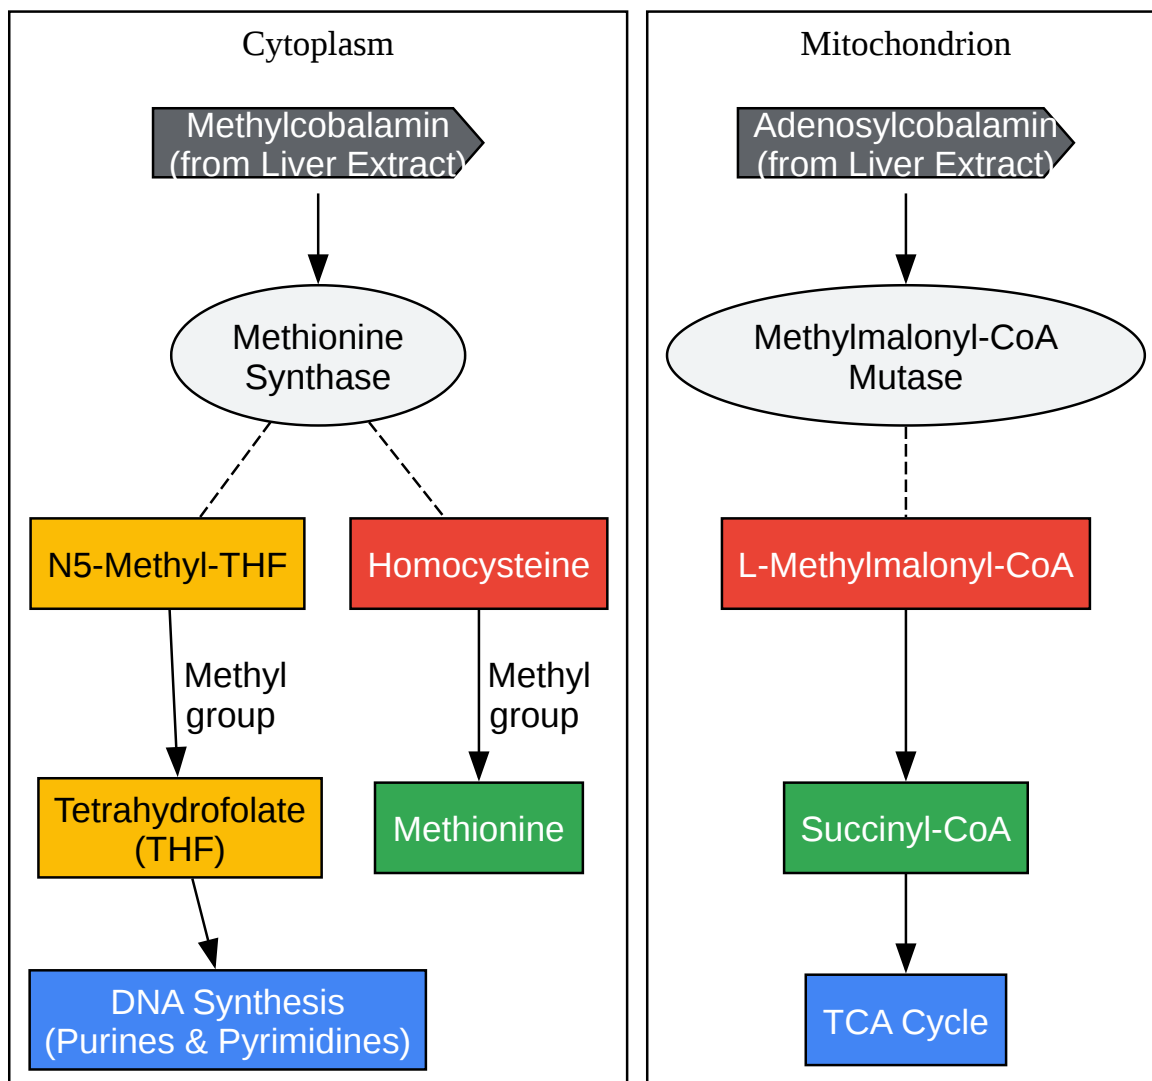 Cytoplasm
Methylcobalamin
(from Liver Extract)
Methionine
Synthase
N5-Methyl-THF
Homocysteine
Methyl
group
Methyl
group
Tetrahydrofolate
(THF)
Methionine
DNA Synthesis
(Purines & Pyrimidines)
Mitochondrion
Adenosylcobalamin
(from Liver Extract)
Methylmalonyl-CoA
Mutase
L-Methylmalonyl-CoA
Succinyl-CoA
TCA Cycle